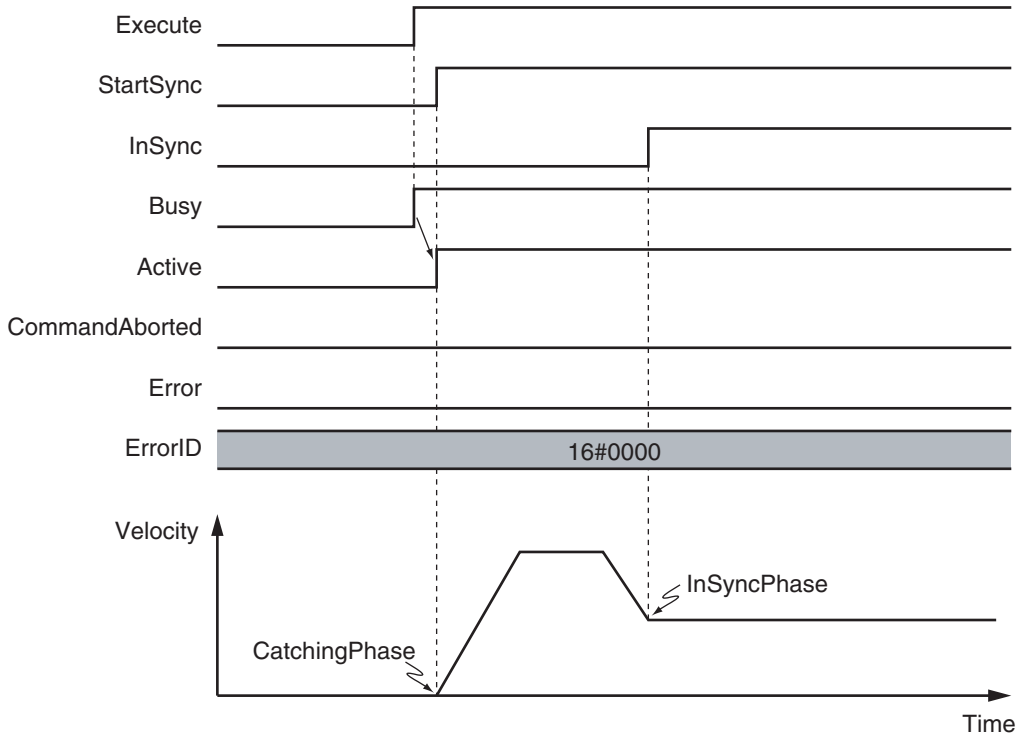 Execute
StartSync
InSync
Busy
Active
CommandAborted
Error
ErrorID
16#0000
Velocity
InSyncPhase
CatchingPhase
Time